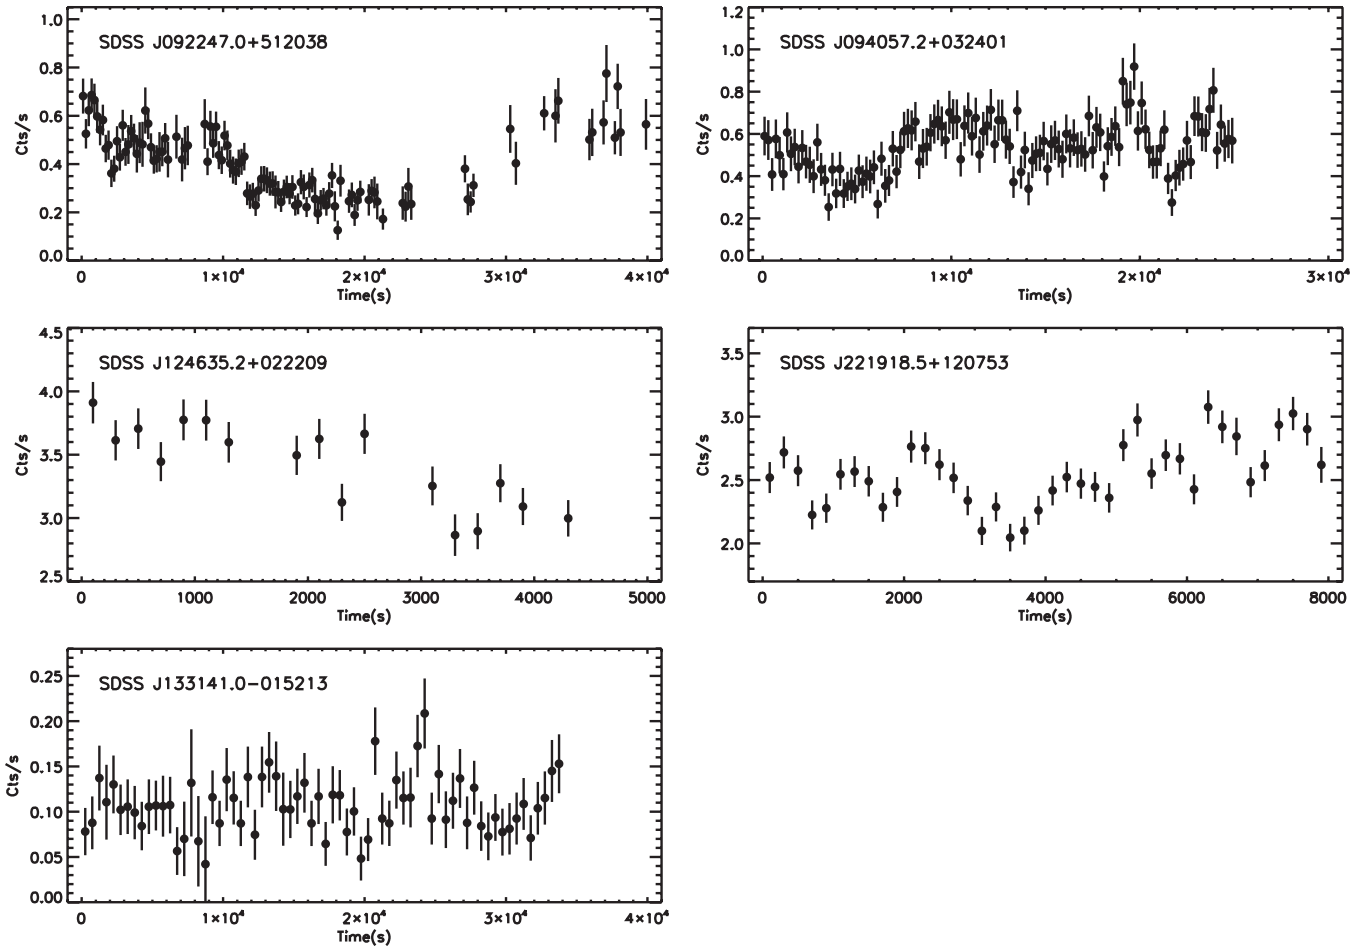 SDSS J092247.0+512038
Cts/s
1.0
0.8
0.6
0.4
0.2
0.0
0 1×10⁴ 2×10⁴ 3×10⁴ 4×10⁴
Time(s)
SDSS J094057.2+032401
Cts/s
1.2
1.0
0.8
0.6
0.4
0.2
0.0
0 1×10⁴ 2×10⁴ 3×10⁴
Time(s)
SDSS J124635.2+022209
Cts/s
4.5
4.0
3.5
3.0
2.5
0 1000 2000 3000 4000 5000
Time(s)
SDSS J221918.5+120753
Cts/s
3.5
3.0
2.5
2.0
0 2000 4000 6000 8000
Time(s)
SDSS J133141.0−015213
Cts/s
0.25
0.20
0.15
0.10
0.05
0.00
0 1×10⁴ 2×10⁴ 3×10⁴ 4×10⁴
Time(s)